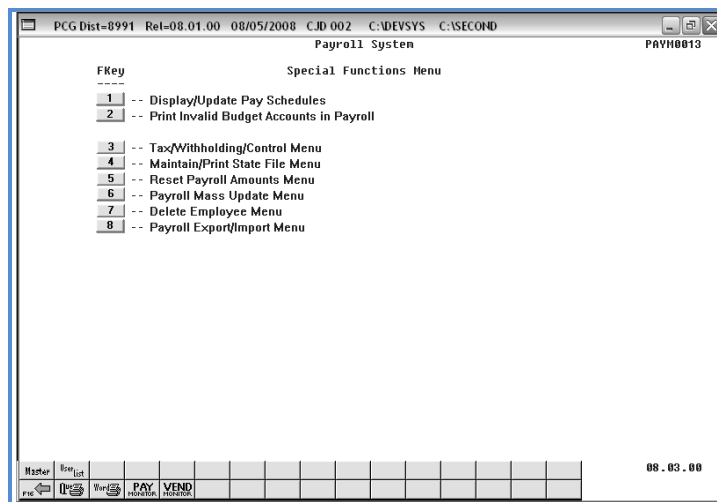 PCG Dist=8991 Rel=08.01.00 08/05/2008 CJD 002 C:\DEVSYS C:\SECOND
Payroll System PAYM0013
FKey Special Functions Menu
----
1 -- Display/Update Pay Schedules
2 -- Print Invalid Budget Accounts in Payroll
3 -- Tax/Withholding/Control Menu
4 -- Maintain/Print State File Menu
5 -- Reset Payroll Amounts Menu
6 -- Payroll Mass Update Menu
7 -- Delete Employee Menu
8 -- Payroll Export/Import Menu
Master User List 08.03.00
F16 Word PAY MONITOR VEND MONITOR